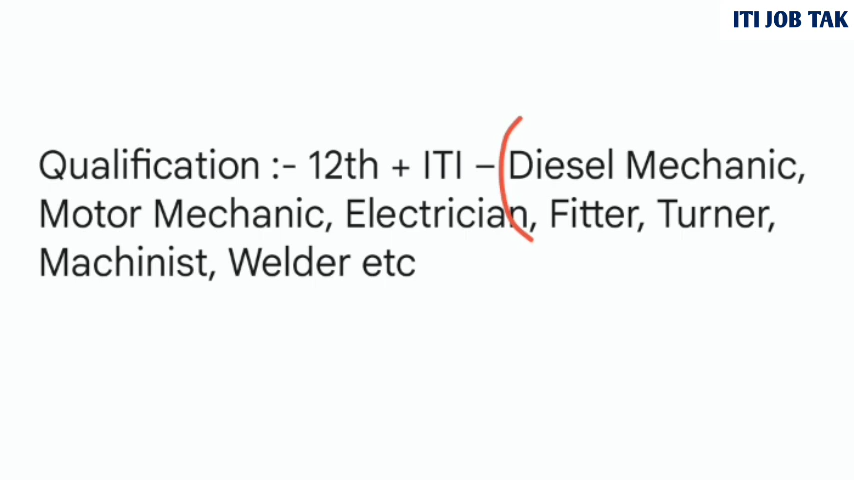 ITI JOB TAK
Qualification :- 12th + ITI – Diesel Mechanic,
Motor Mechanic, Electrician, Fitter, Turner,
Machinist, Welder etc